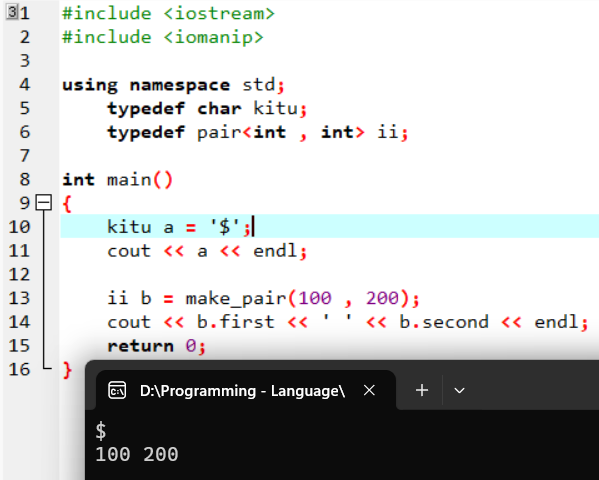 31 #include <iostream>
2 #include <iomanip>
3
4 using namespace std;
5 typedef char kitu;
6 typedef pair<int , int> ii;
7
8 int main()
9 {
10 kitu a = '$';
11 cout << a << endl;
12
13 ii b = make_pair(100 , 200);
14 cout << b.first << ' ' << b.second << endl;
15 return 0;
16 }
D:\Programming - Language\
$
100 200